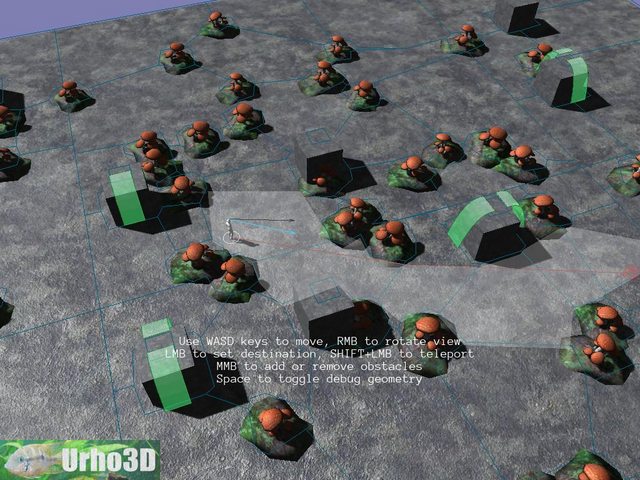 Use WASD keys to move, RMB to rotate view
LMB to set destination, SHIFT+LMB to teleport
MMB to add or remove obstacles
Space to toggle debug geometry
Urho3D